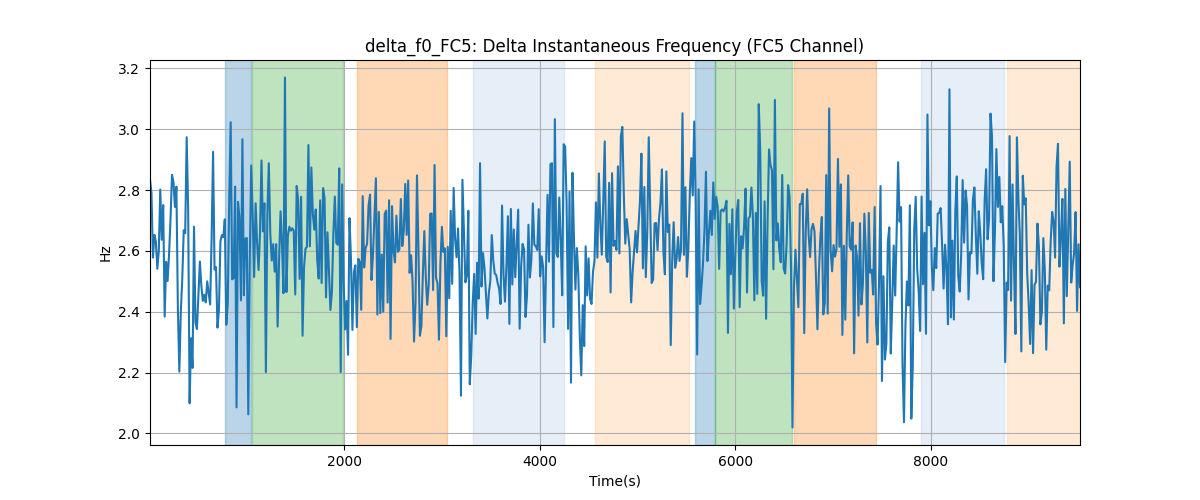 delta_f0_FC5: Delta Instantaneous Frequency (FC5 Channel)
3.2
3.0
2.8
2.6
2.4
2.2
2.0
Hz
2000 4000 6000 8000
Time(s)